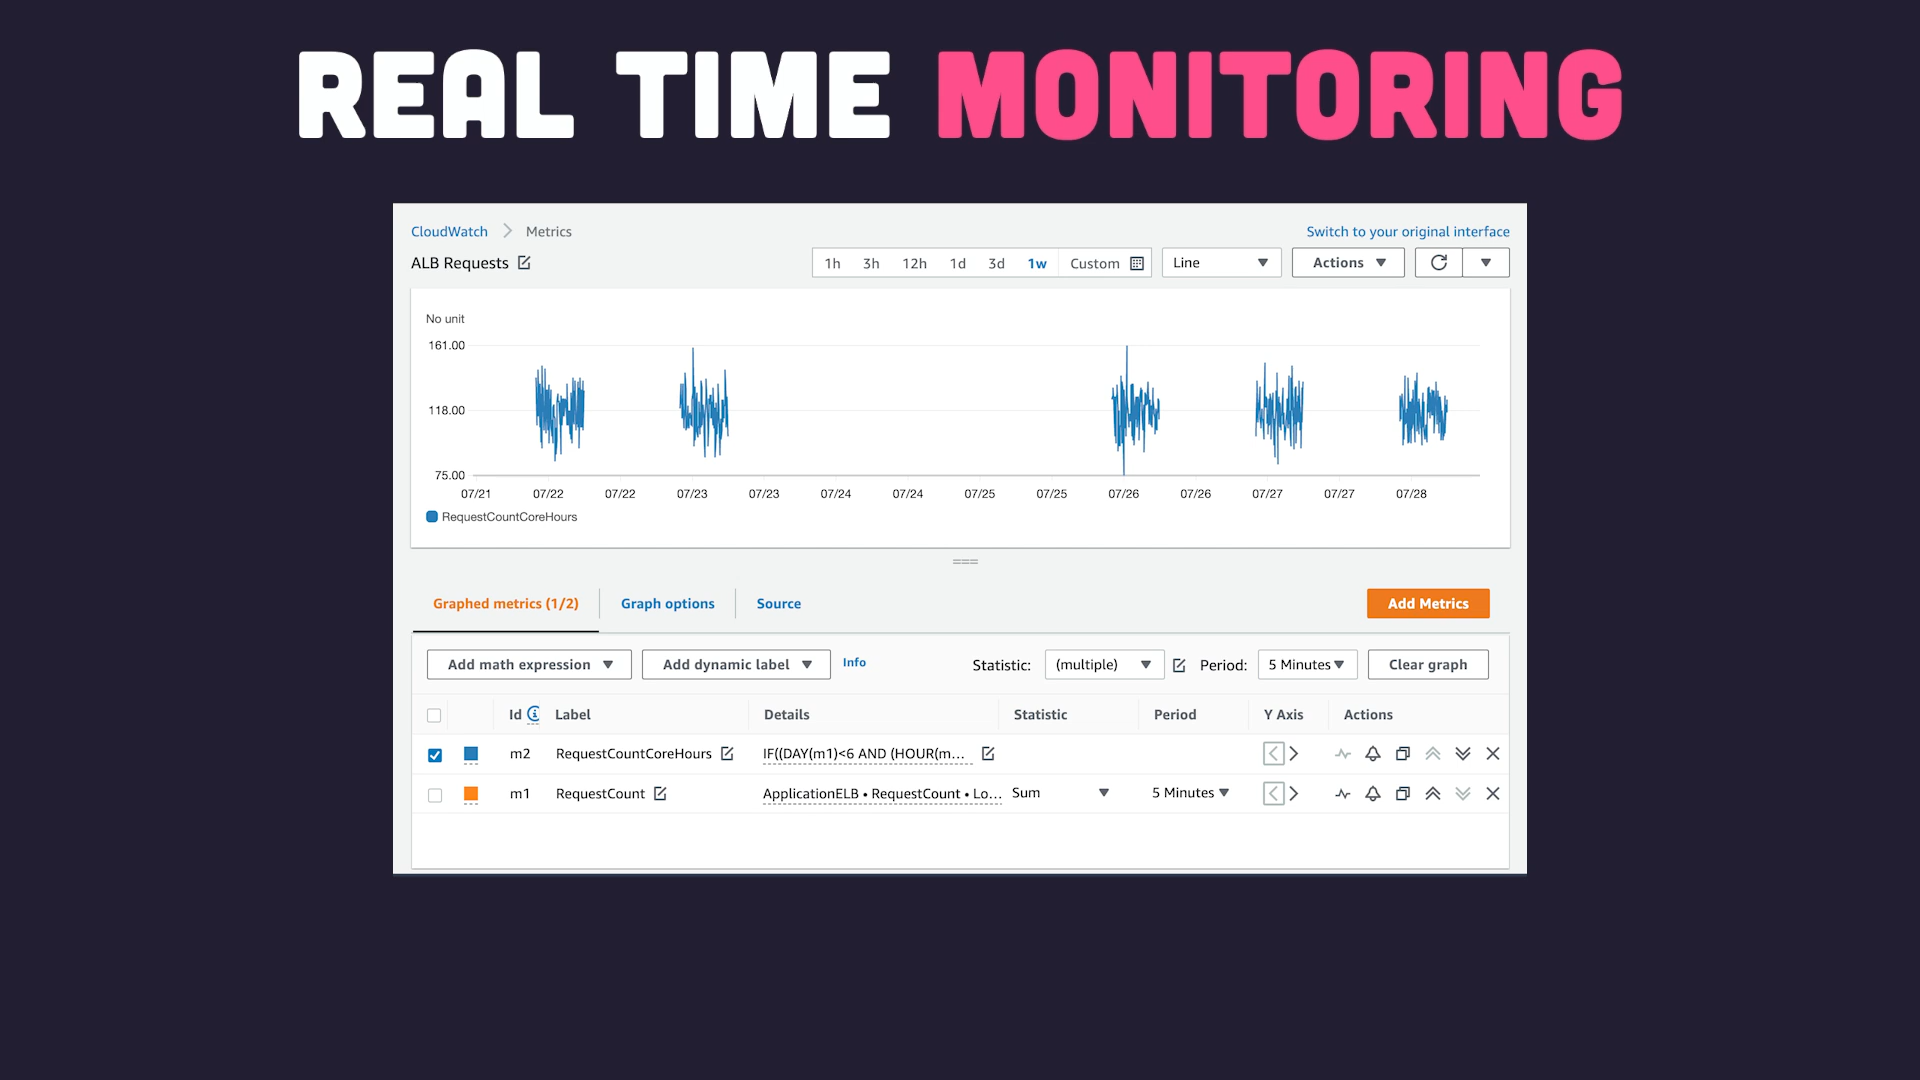 REAL TIME MONITORING
CloudWatch Metrics Switch to your original interface
ALB Requests 1h 3h 12h 1d 3d 1w Custom Line Actions
No unit
161.00
118.00
75.00
07/21 07/22 07/22 07/23 07/23 07/24 07/24 07/25 07/25 07/26 07/26 07/27 07/27 07/28
RequestCountCoreHours
Graphed metrics (1/2) Graph options Source Add Metrics
Add math expression Add dynamic label Info Statistic: (multiple) Period: 5 Minutes Clear graph
Id Label Details Statistic Period Y Axis Actions
m2 RequestCountCoreHours IF((DAY(m1)<6 AND (HOUR(m...
m1 RequestCount ApplicationELB • RequestCount • Lo... Sum 5 Minutes